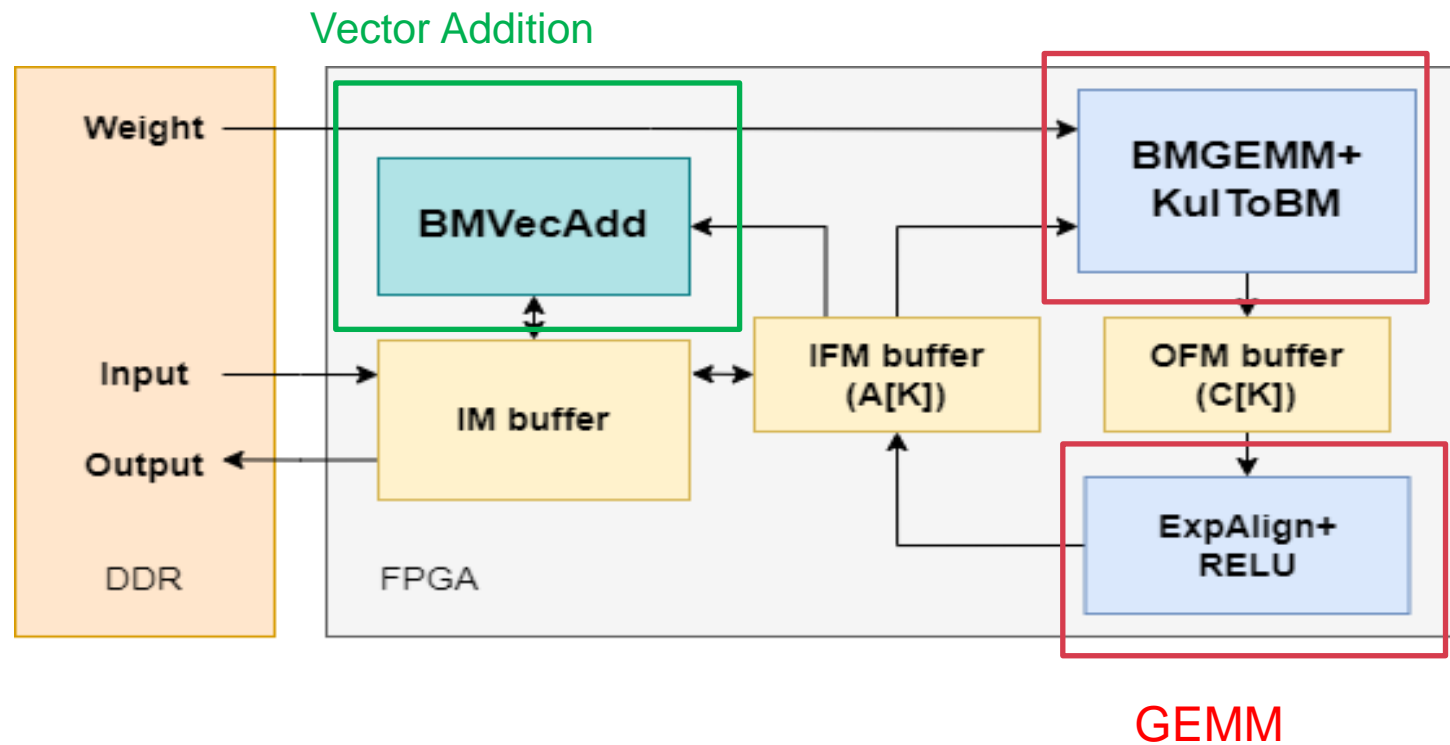 Vector Addition
Weight
BMGEMM+
KulToBM
BMVecAdd
IFM buffer
(A[K])
OFM buffer
(C[K])
Input
IM buffer
Output
ExpAlign+
RELU
DDR
FPGA
GEMM